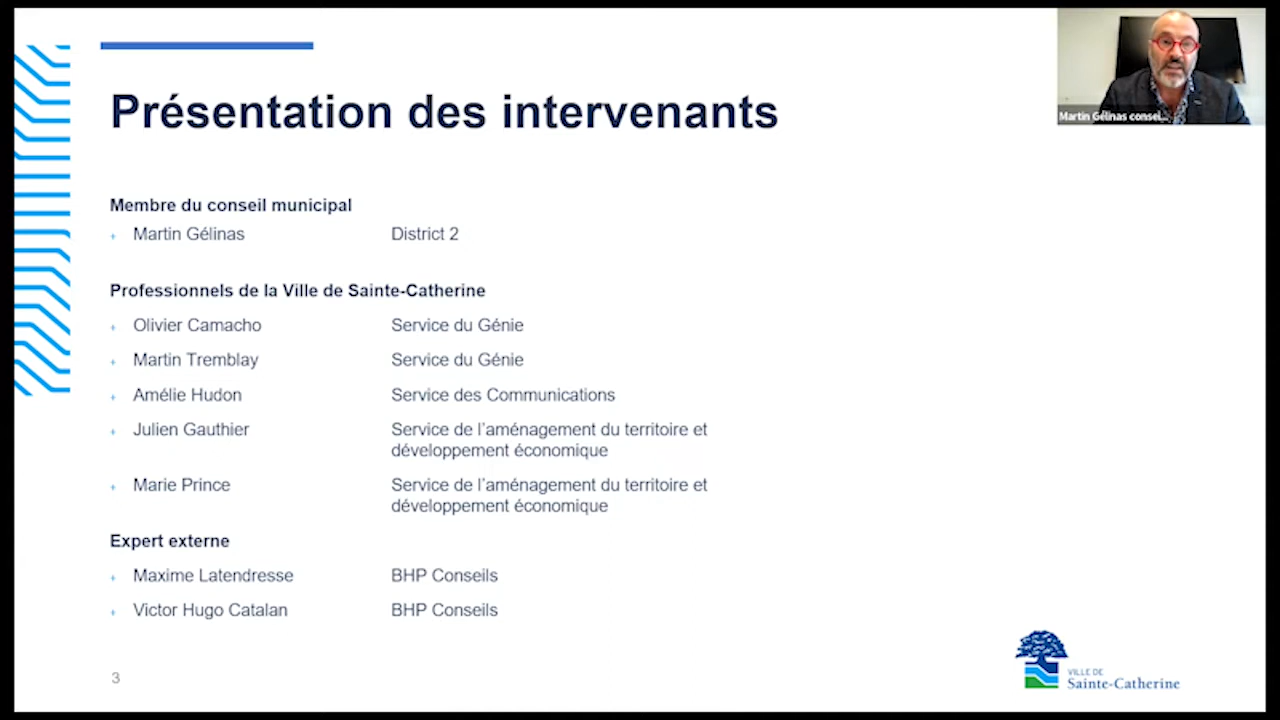 Présentation des intervenants
Martin Gélinas consei...
Membre du conseil municipal
+ Martin Gélinas District 2
Professionnels de la Ville de Sainte-Catherine
+ Olivier Camacho Service du Génie
+ Martin Tremblay Service du Génie
+ Amélie Hudon Service des Communications
+ Julien Gauthier Service de l'aménagement du territoire et
développement économique
+ Marie Prince Service de l'aménagement du territoire et
développement économique
Expert externe
+ Maxime Latendresse BHP Conseils
+ Victor Hugo Catalan BHP Conseils
3
VILLE DE
Sainte-Catherine